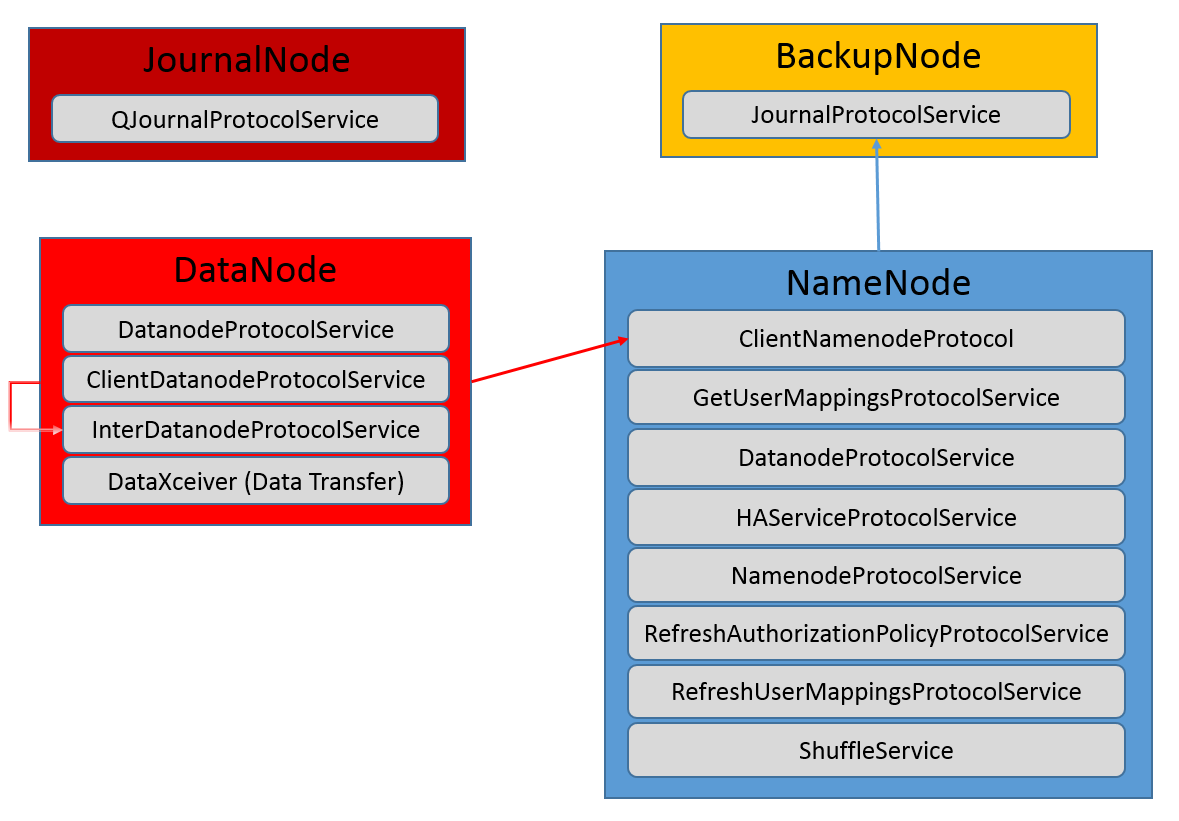 JournalNode
QJournalProtocolService
BackupNode
JournalProtocolService
DataNode
DatanodeProtocolService
ClientDatanodeProtocolService
InterDatanodeProtocolService
DataXceiver (Data Transfer)
NameNode
ClientNamenodeProtocol
GetUserMappingsProtocolService
DatanodeProtocolService
HAServiceProtocolService
NamenodeProtocolService
RefreshAuthorizationPolicyProtocolService
RefreshUserMappingsProtocolService
ShuffleService